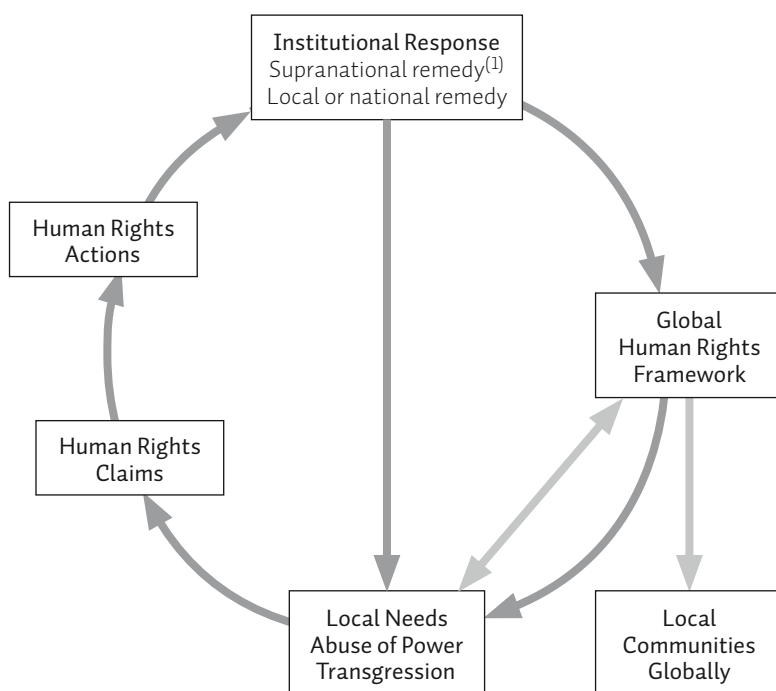 Institutional Response
Supranational remedy(1)
Local or national remedy
Human Rights
Actions
Global
Human Rights
Framework
Human Rights
Claims
Local Needs
Abuse of Power
Transgression
Local
Communities
Globally